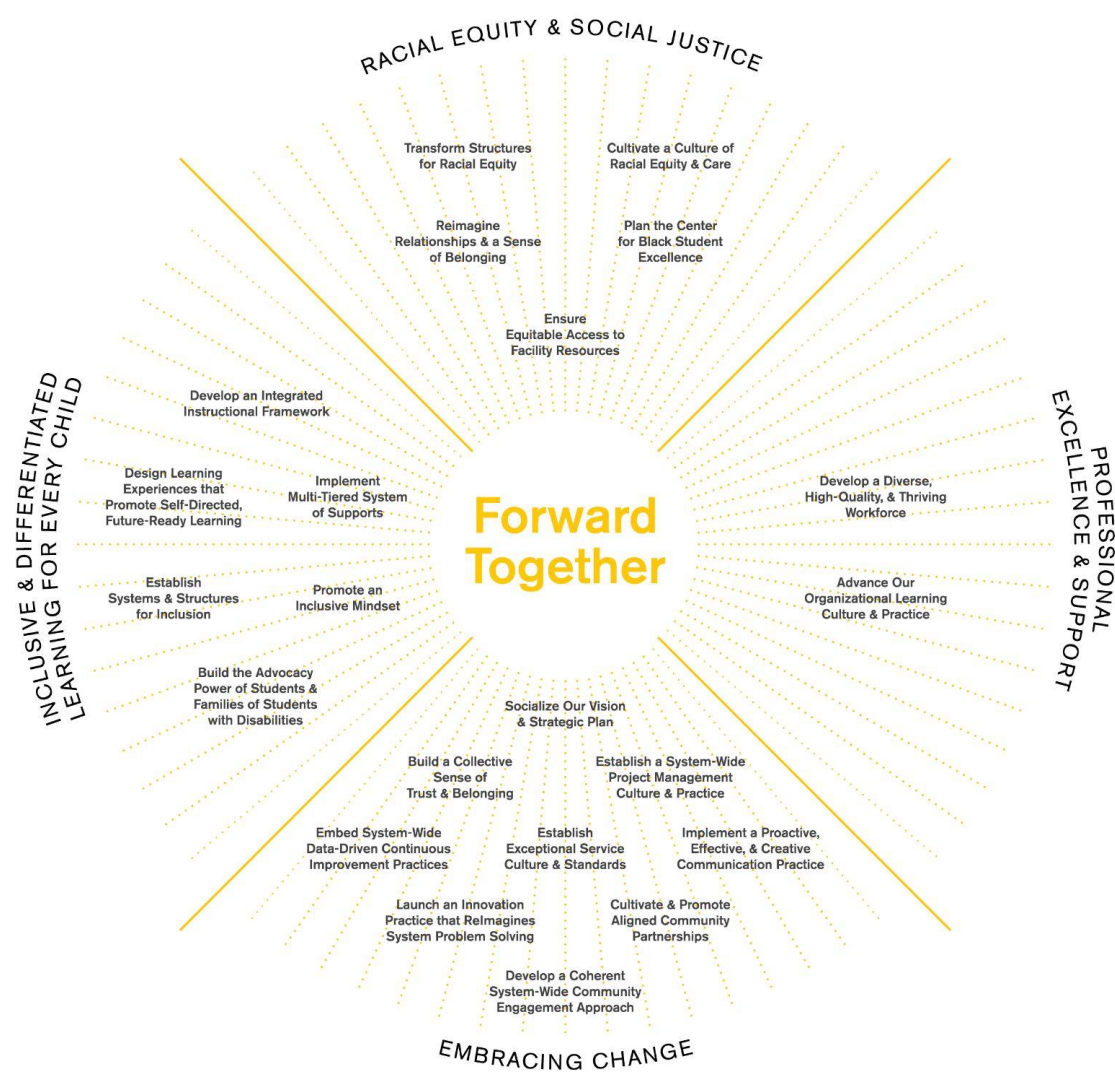 RACIAL EQUITY & SOCIAL JUSTICE
Transform Structures
for Racial Equity
Cultivate a Culture of
Racial Equity & Care
Reimagine
Relationships & a Sense
of Belonging
Plan the Center
for Black Student
Excellence
Ensure
Equitable Access to
Facility Resources
INCLUSIVE & DIFFERENTIATED
LEARNING FOR EVERY CHILD
Develop an Integrated
Instructional Framework
Design Learning
Experiences that
Promote Self-Directed,
Future-Ready Learning
Implement
Multi-Tiered System
of Supports
Establish
Systems & Structures
for Inclusion
Promote an
Inclusive Mindset
Build the Advocacy
Power of Students &
Families of Students
with Disabilities
Forward
Together
PROFESSIONAL
EXCELLENCE & SUPPORT
Develop a Diverse,
High-Quality, & Thriving
Workforce
Advance Our
Organizational Learning
Culture & Practice
Socialize Our Vision
& Strategic Plan
Build a Collective
Sense of
Trust & Belonging
Establish a System-Wide
Project Management
Culture & Practice
Embed System-Wide
Data-Driven Continuous
Improvement Practices
Establish
Exceptional Service
Culture & Standards
Implement a Proactive,
Effective, & Creative
Communication Practice
Launch an Innovation
Practice that ReImagines
System Problem Solving
Cultivate & Promote
Aligned Community
Partnerships
Develop a Coherent
System-Wide Community
Engagement Approach
EMBRACING CHANGE